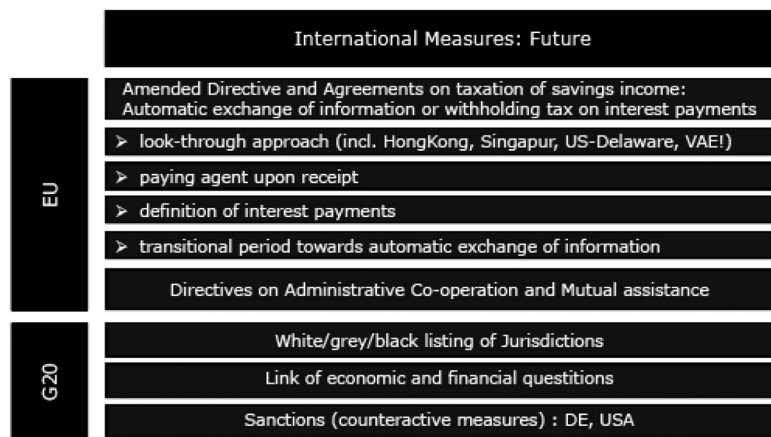 International Measures: Future
EU
Amended Directive and Agreements on taxation of savings income:
Automatic exchange of information or withholding tax on interest payments
➢ look-through approach (incl. HongKong, Singapur, US-Delaware, VAE!)
➢ paying agent upon receipt
➢ definition of interest payments
➢ transitional period towards automatic exchange of information
Directives on Administrative Co-operation and Mutual assistance
G20
White/grey/black listing of Jurisdictions
Link of economic and financial questitions
Sanctions (counteractive measures) : DE, USA